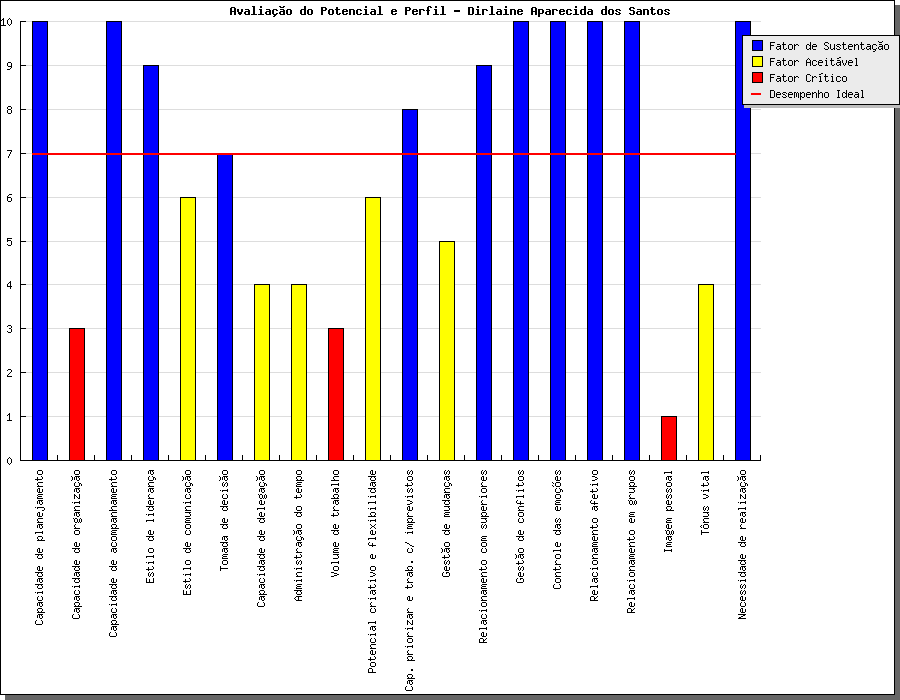 Avaliação do Potencial e Perfil - Dirlaine Aparecida dos Santos
10
9
8
7
6
5
4
3
2
1
0
Fator de Sustentação
Fator Aceitável
Fator Crítico
Desempenho Ideal
Capacidade de planejamento
Capacidade de organização
Capacidade de acompanhamento
Estilo de liderança
Estilo de comunicação
Tomada de decisão
Capacidade de delegação
Administração do tempo
Volume de trabalho
Potencial criativo e flexibilidade
Cap. priorizar e trab. c/ imprevistos
Gestão de mudanças
Relacionamento com superiores
Gestão de conflitos
Controle das emoções
Relacionamento afetivo
Relacionamento em grupos
Imagem pessoal
Tônus vital
Necessidade de realização